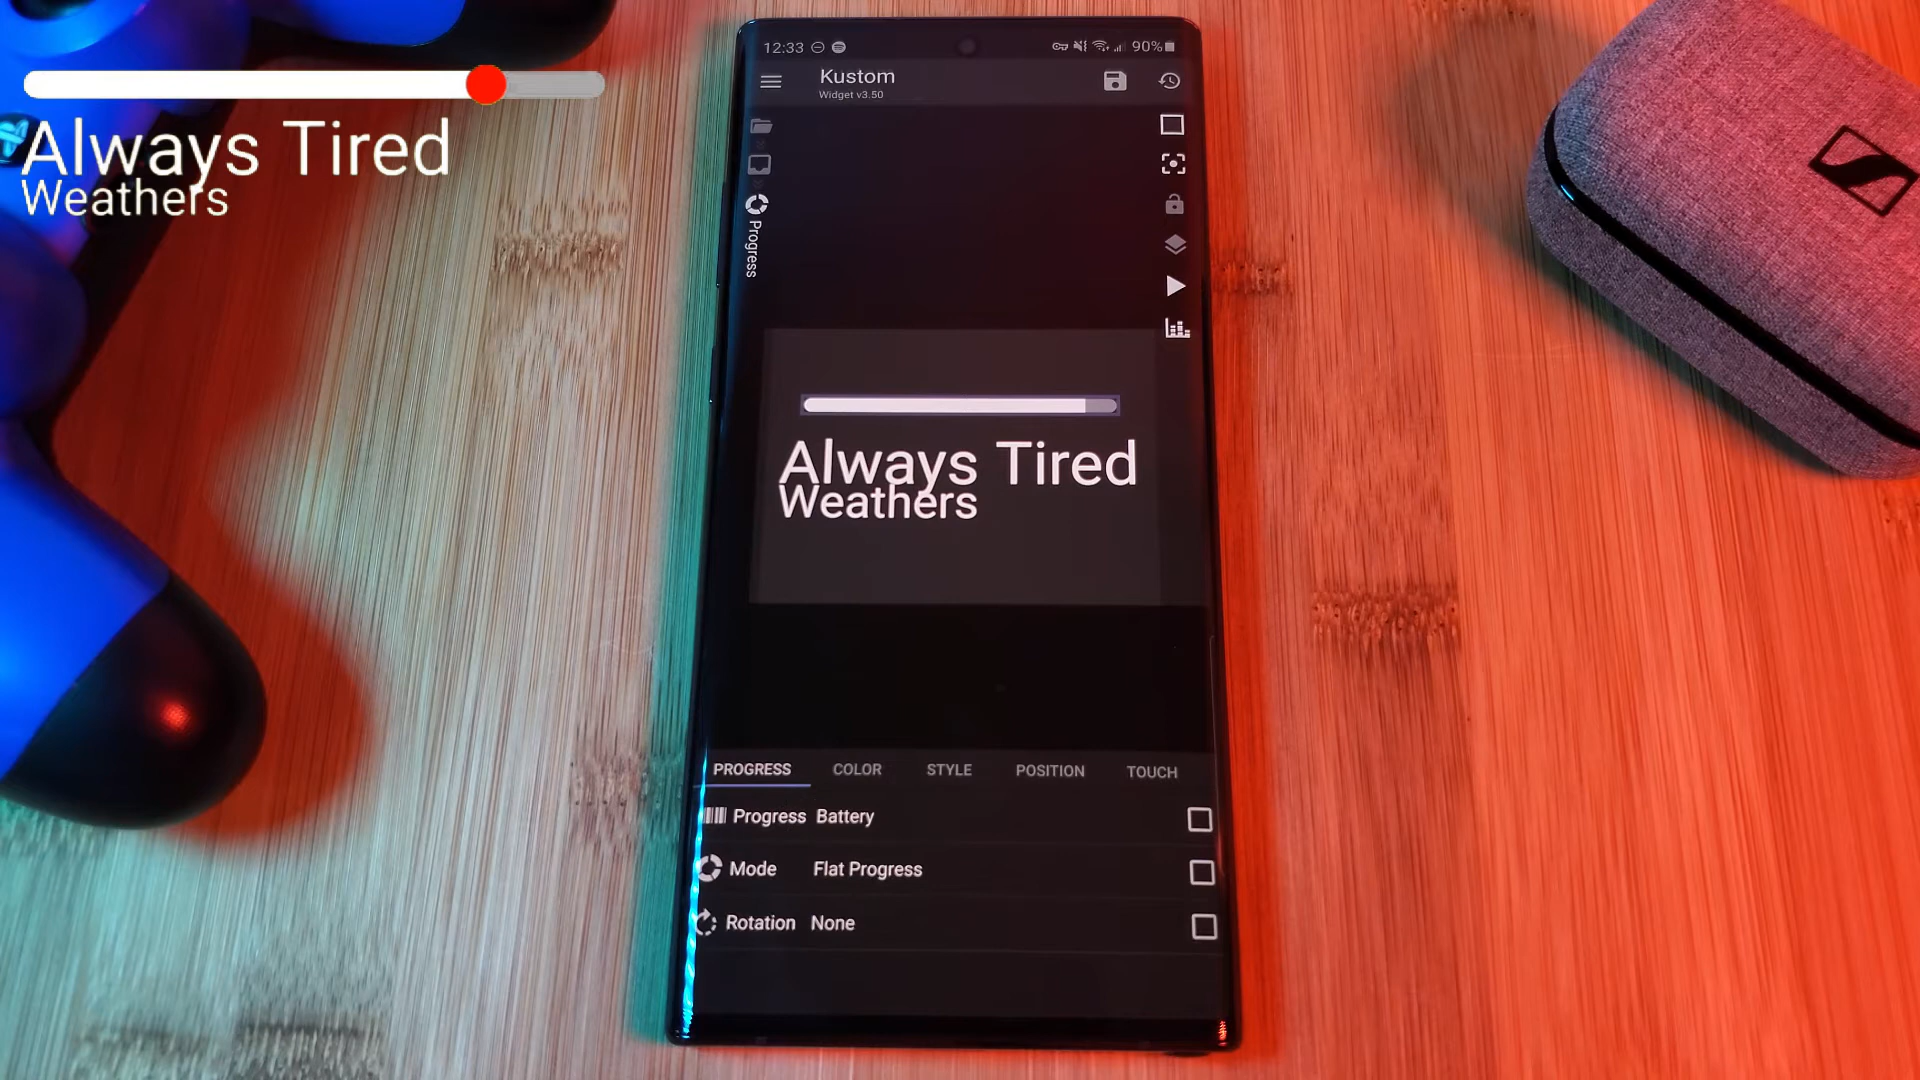 Always Tired
Weathers
12:33
90%
Kustom
Widget v3.50
Progress
Always Tired
Weathers
PROGRESS COLOR STYLE POSITION TOUCH
Progress Battery
Mode Flat Progress
Rotation None